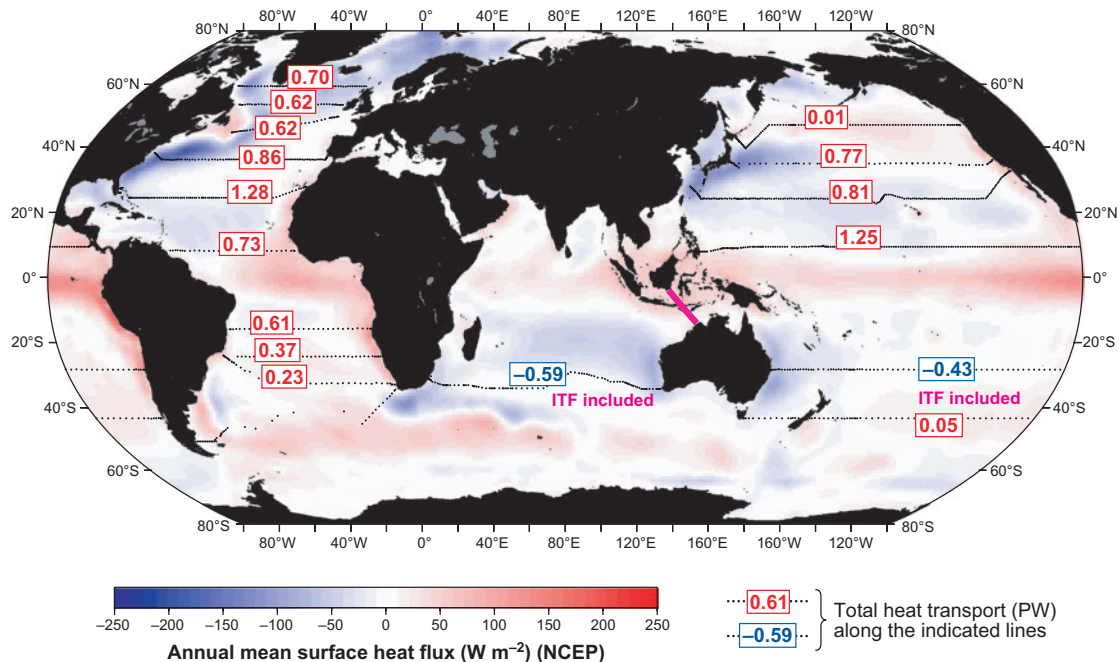 80°W 40°W 0° 40°E 80°E 120°E 160°E 160°W 120°W 80°W
80°N 80°N
60°N 60°N
40°N 40°N
20°N 20°N
0° 0°
20°S 20°S
40°S 40°S
60°S 60°S
80°S 80°S
0.70
0.62
0.62
0.86
1.28
0.73
0.61
0.37
0.23
0.01
0.77
0.81
1.25
–0.59
ITF included
–0.43
ITF included
0.05
80°W 40°W 0° 40°E 80°E 120°E 160°E 160°W 120°W 80°W
–250 –200 –150 –100 –50 0 50 100 150 200 250
Annual mean surface heat flux (W m⁻²) (NCEP)
0.61
–0.59
Total heat transport (PW)
along the indicated lines